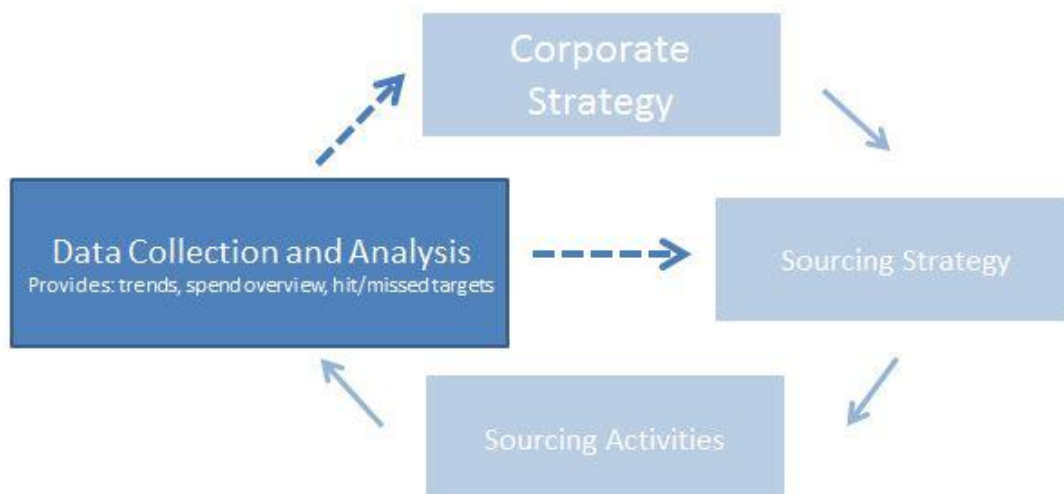 Corporate
Strategy
Data Collection and Analysis
Provides: trends, spend overview, hit/missed targets
Sourcing Strategy
Sourcing Activities